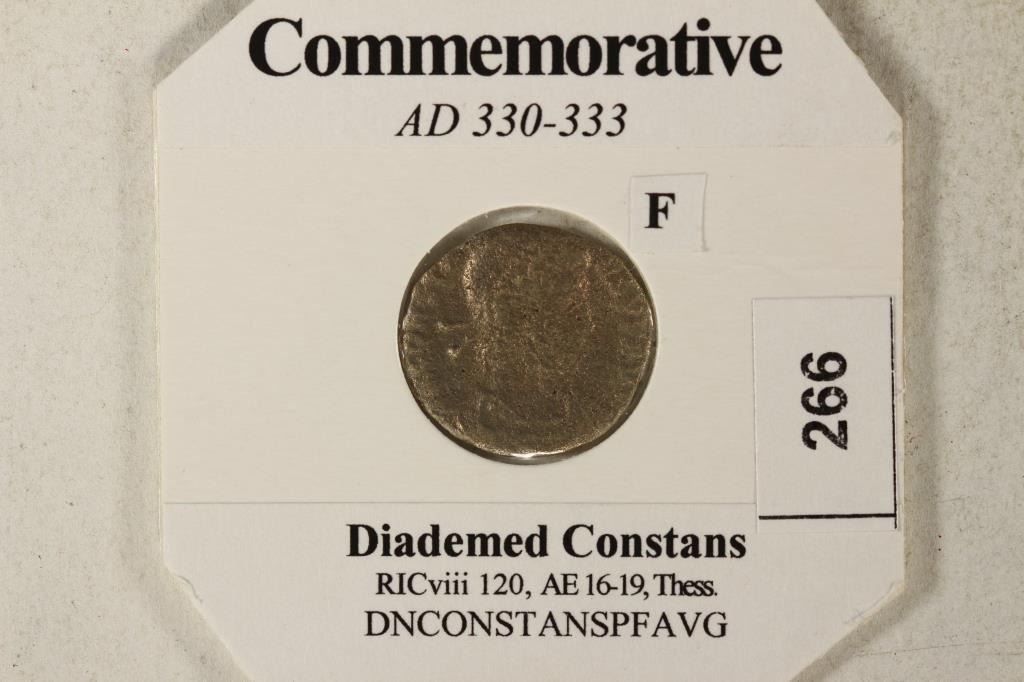 Commemorative
AD 330-333
F
266
Diademed Constans
RICviii 120, AE 16-19, Thess.
DNCONSTANSPFAVG